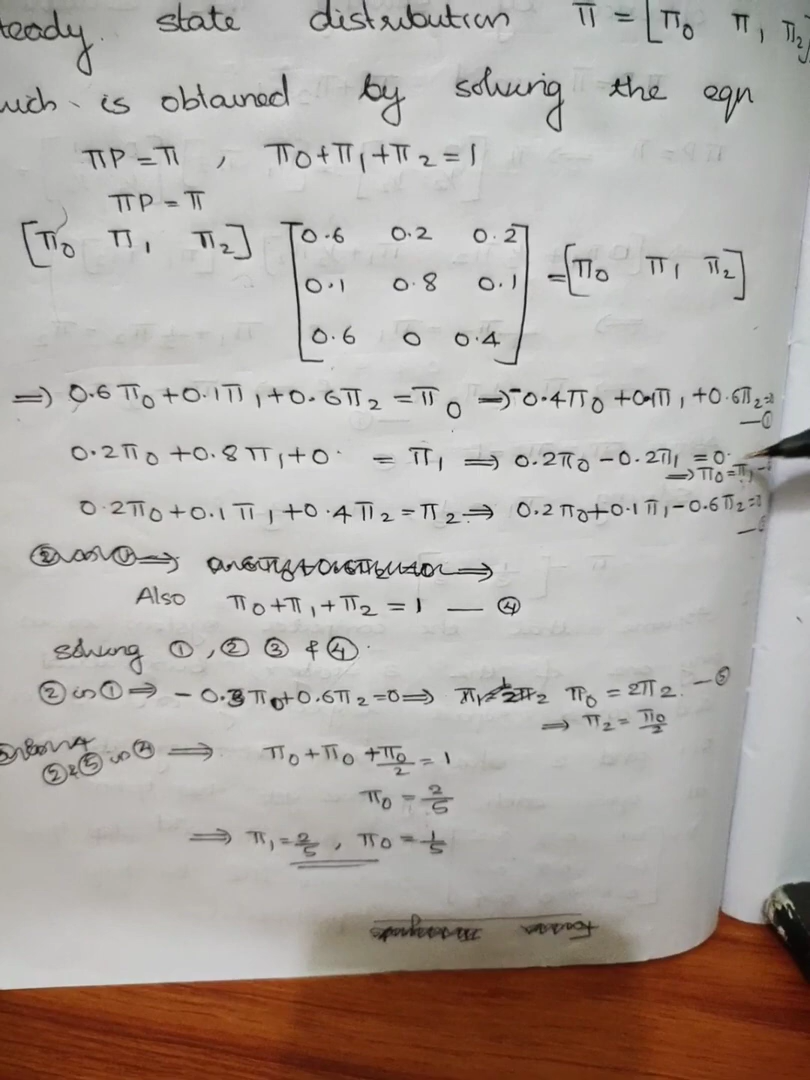 teady state distribution π = [π₀ π₁ π₂]
is obtained by solving the eqn
πP = π , π₀+π₁+π₂ = 1
πP = π
[π₀ π₁ π₂] [0.6 0.2 0.2 = [π₀ π₁ π₂]
0.1 0.8 0.1
0.6 0 0.4]
⇒ 0.6π₀+0.1π₁+0.6π₂ = π₀ ⇒ -0.4π₀+0.1π₁+0.6π₂= —①
0.2π₀+0.8π₁+0. = π₁ ⇒ 0.2π₀-0.2π₁ = 0.
⇒ π₀=π₁
0.2π₀+0.1π₁+0.4π₂=π₂ ⇒ 0.2π₀+0.1π₁-0.6π₂=
Also π₀+π₁+π₂ = 1 — ④
solving ①, ② ③ & ④.
② in ① ⇒ -0.3π₀+0.6π₂=0 ⇒ π₀ = 2π₂. —⑤
⇒ π₂ = π₀/2
②&⑤ in ④ ⇒ π₀+π₀+π₀/2 = 1
π₀ = 2/5
⇒ π₁ = 2/5 , π₀ = 1/5